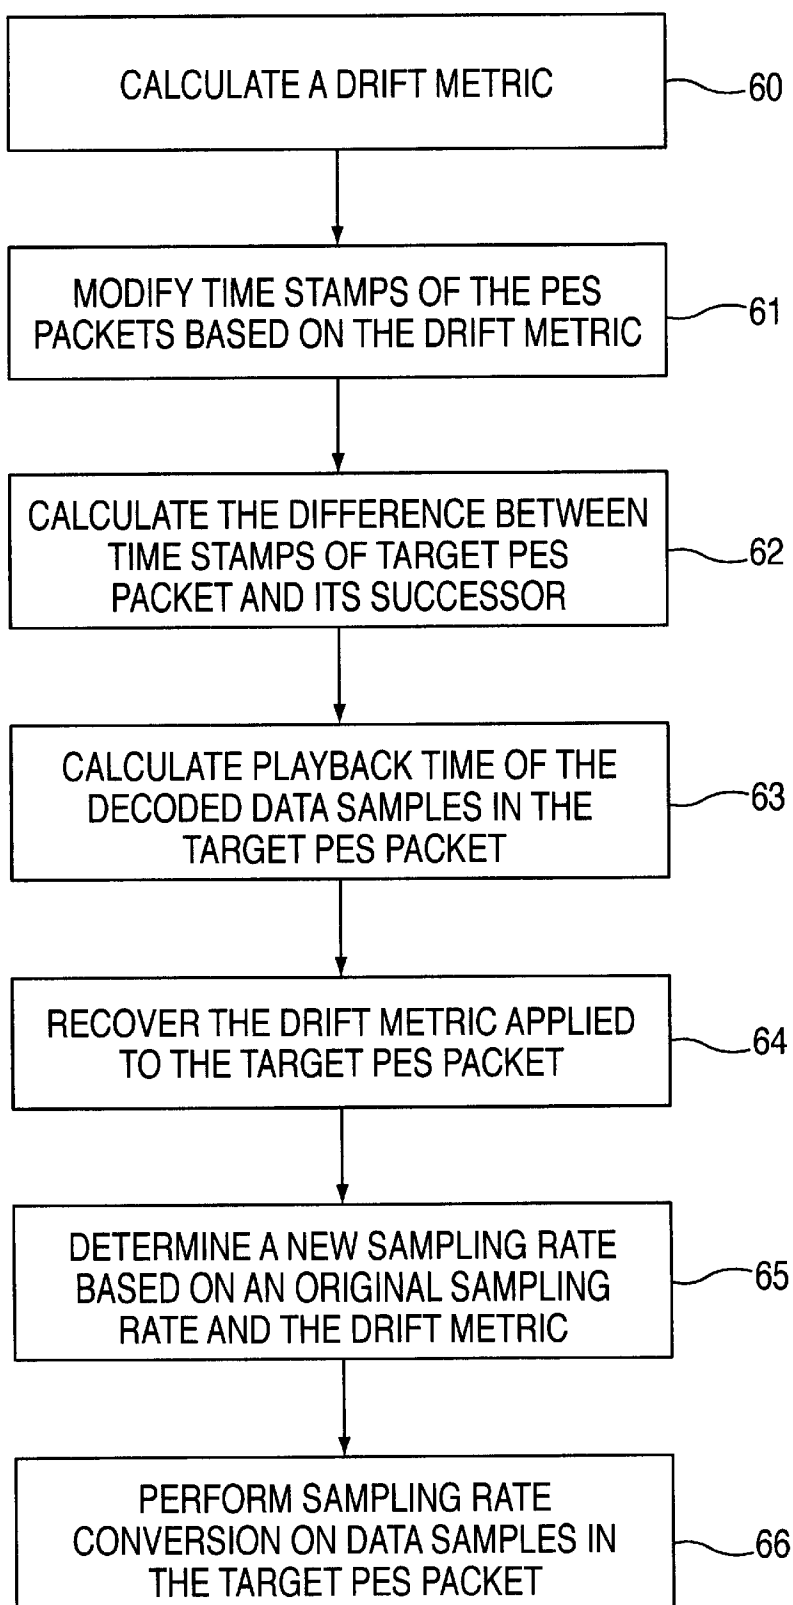 CALCULATE A DRIFT METRIC
60
MODIFY TIME STAMPS OF THE PES
PACKETS BASED ON THE DRIFT METRIC
61
CALCULATE THE DIFFERENCE BETWEEN
TIME STAMPS OF TARGET PES
PACKET AND ITS SUCCESSOR
62
CALCULATE PLAYBACK TIME OF THE
DECODED DATA SAMPLES IN THE
TARGET PES PACKET
63
RECOVER THE DRIFT METRIC APPLIED
TO THE TARGET PES PACKET
64
DETERMINE A NEW SAMPLING RATE
BASED ON AN ORIGINAL SAMPLING
RATE AND THE DRIFT METRIC
65
PERFORM SAMPLING RATE
CONVERSION ON DATA SAMPLES IN
THE TARGET PES PACKET
66